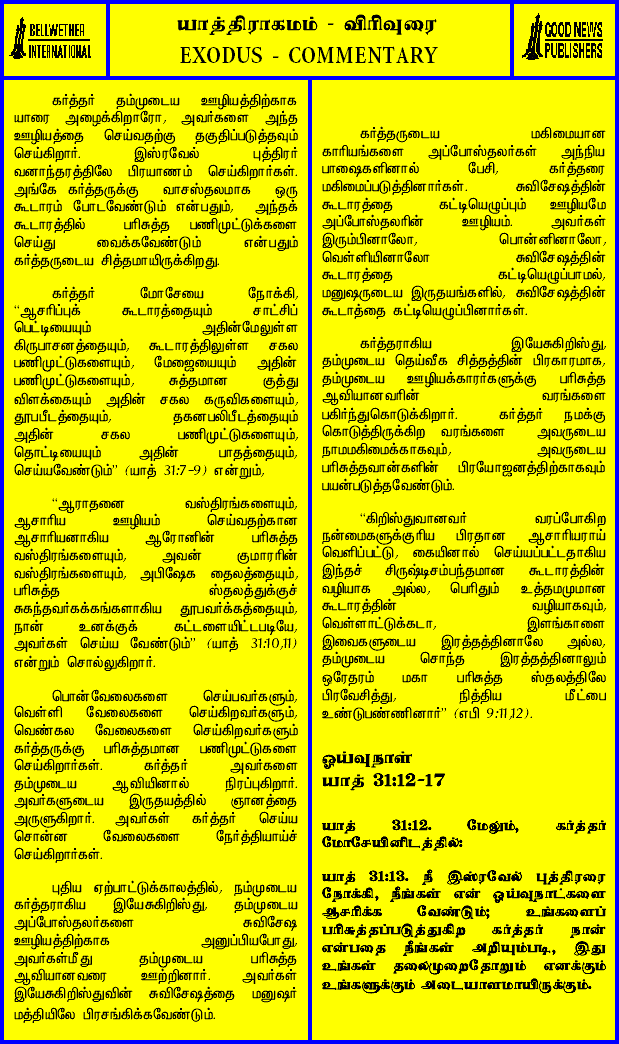 BELLWETHER
INTERNATIONAL
யாத்திராகமம் - விரிவுரை
EXODUS - COMMENTARY
GOOD NEWS
PUBLISHERS
கர்த்தர் தம்முடைய ஊழியத்திற்காக
யாரை அழைக்கிறாரோ, அவர்களை அந்த
ஊழியத்தை செய்வதற்கு தகுதிப்படுத்தவும்
செய்கிறார். இஸ்ரவேல் புத்திரர்
வனாந்தரத்திலே பிரயாணம் செய்கிறார்கள்.
அங்கே கர்த்தருக்கு வாசஸ்தலமாக ஒரு
கூடாரம் போடவேண்டும் என்பதும், அந்தக்
கூடாரத்தில் பரிசுத்த பணிமுட்டுக்களை
செய்து வைக்கவேண்டும் என்பதும்
கர்த்தருடைய சித்தமாயிருக்கிறது.
கர்த்தர் மோசேயை நோக்கி,
“ஆசரிப்புக் கூடாரத்தையும் சாட்சிப்
பெட்டியையும் அதின்மேலுள்ள
கிருபாசனத்தையும், கூடாரத்திலுள்ள சகல
பணிமுட்டுகளையும், மேஜையையும் அதின்
பணிமுட்டுகளையும், சுத்தமான குத்து
விளக்கையும் அதின் சகல கருவிகளையும்,
தூபபீடத்தையும், தகனபலிபீடத்தையும்
அதின் சகல பணிமுட்டுகளையும்,
தொட்டியையும் அதின் பாதத்தையும்,
செய்யவேண்டும்” (யாத் 31:7-9) என்றும்,
“ஆராதனை வஸ்திரங்களையும்,
ஆசாரிய ஊழியம் செய்வதற்கான
ஆசாரியனாகிய ஆரோனின் பரிசுத்த
வஸ்திரங்களையும், அவன் குமாரரின்
வஸ்திரங்களையும், அபிஷேக தைலத்தையும்,
பரிசுத்த ஸ்தலத்துக்குச்
சுகந்தவர்க்கங்களாகிய தூபவர்க்கத்தையும்,
நான் உனக்குக் கட்டளையிட்டபடியே,
அவர்கள் செய்ய வேண்டும்” (யாத் 31:10,11)
என்றும் சொல்லுகிறார்.
பொன்வேலைகளை செய்பவர்களும்,
வெள்ளி வேலைகளை செய்கிறவர்களும்,
வெண்கல வேலைகளை செய்கிறவர்களும்
கர்த்தருக்கு பரிசுத்தமான பணிமுட்டுகளை
செய்கிறார்கள். கர்த்தர் அவர்களை
தம்முடைய ஆவியினால் நிரப்புகிறார்.
அவர்களுடைய இருதயத்தில் ஞானத்தை
அருளுகிறார். அவர்கள் கர்த்தர் செய்ய
சொன்ன வேலைகளை நேர்த்தியாய்ச்
செய்கிறார்கள்.
புதிய ஏற்பாட்டுக்காலத்தில், நம்முடைய
கர்த்தராகிய இயேசுகிறிஸ்து, தம்முடைய
அப்போஸ்தலர்களை சுவிசேஷ
ஊழியத்திற்காக அனுப்பியபோது,
அவர்கள்மீது தம்முடைய பரிசுத்த
ஆவியானவரை ஊற்றினார். அவர்கள்
இயேசுகிறிஸ்துவின் சுவிசேஷத்தை மனுஷர்
மத்தியிலே பிரசங்கிக்கவேண்டும்.
கர்த்தருடைய மகிமையான
காரியங்களை அப்போஸ்தலர்கள் அந்நிய
பாஷைகளினால் பேசி, கர்த்தரை
மகிமைப்படுத்தினார்கள். சுவிசேஷத்தின்
கூடாரத்தை கட்டியெழுப்பும் ஊழியமே
அப்போஸ்தலரின் ஊழியம். அவர்கள்
இரும்பினாலோ, பொன்னினாலோ,
வெள்ளியினாலோ சுவிசேஷத்தின்
கூடாரத்தை கட்டியெழுப்பாமல்,
மனுஷருடைய இருதயங்களில், சுவிசேஷத்தின்
கூடாத்தை கட்டியெழுப்பினார்கள்.
கர்த்தராகிய இயேசுகிறிஸ்து,
தம்முடைய தெய்வீக சித்தத்தின் பிரகாரமாக,
தம்முடைய ஊழியக்காரர்களுக்கு பரிசுத்த
ஆவியானவரின் வரங்களை
பகிர்ந்துகொடுக்கிறார். கர்த்தர் நமக்கு
கொடுத்திருக்கிற வரங்களை அவருடைய
நாமமகிமைக்காகவும், அவருடைய
பரிசுத்தவான்களின் பிரயோஜனத்திற்காகவும்
பயன்படுத்தவேண்டும்.
“கிறிஸ்துவானவர் வரப்போகிற
நன்மைகளுக்குரிய பிரதான ஆசாரியராய்
வெளிப்பட்டு, கையினால் செய்யப்பட்டதாகிய
இந்தச் சிருஷ்டிசம்பந்தமான கூடாரத்தின்
வழியாக அல்ல, பெரிதும் உத்தமமுமான
கூடாரத்தின் வழியாகவும்,
வெள்ளாட்டுக்கடா, இளங்காளை
இவைகளுடைய இரத்தத்தினாலே அல்ல,
தம்முடைய சொந்த இரத்தத்தினாலும்
ஒரேதரம் மகா பரிசுத்த ஸ்தலத்திலே
பிரவேசித்து, நித்திய மீட்பை
உண்டுபண்ணினார்” (எபி 9:11,12).
ஓய்வுநாள்
யாத் 31:12-17
யாத் 31:12. மேலும், கர்த்தர்
மோசேயினிடத்தில்:
யாத் 31:13. நீ இஸ்ரவேல் புத்திரரை
நோக்கி, நீங்கள் என் ஓய்வுநாட்களை
ஆசரிக்க வேண்டும்; உங்களைப்
பரிசுத்தப்படுத்துகிற கர்த்தர் நான்
என்பதை நீங்கள் அறியும்படி, இது
உங்கள் தலைமுறைதோறும் எனக்கும்
உங்களுக்கும் அடையாளமாயிருக்கும்.